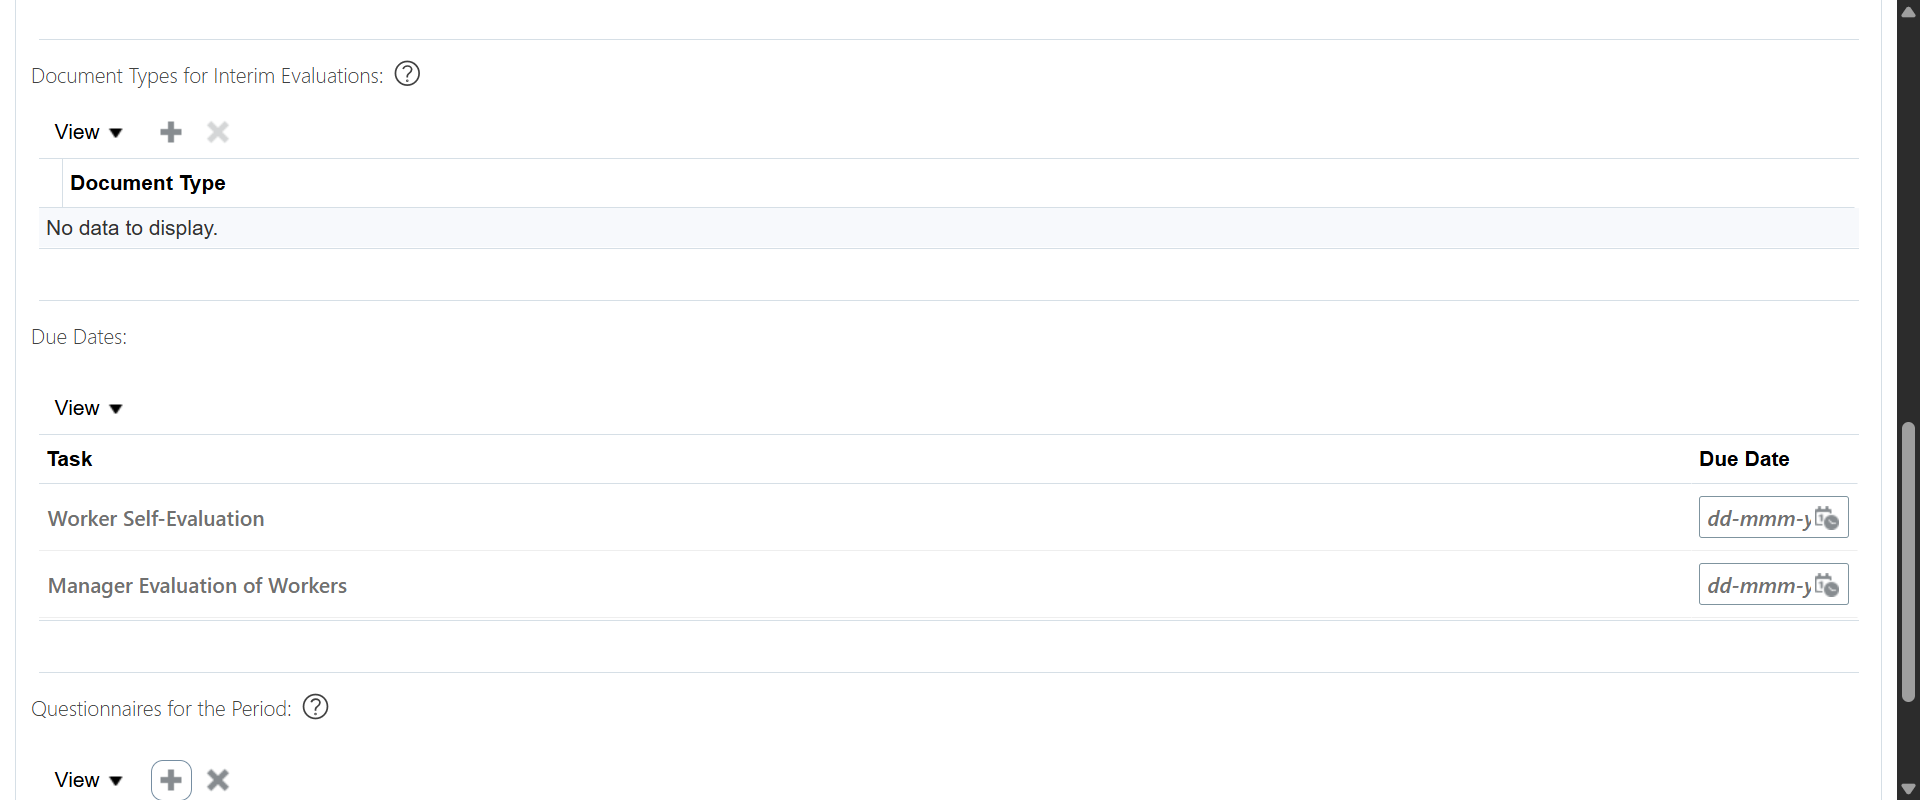 Document Types for Interim Evaluations: ?
View
Document Type
No data to display.
Due Dates:
View
Task Due Date
Worker Self-Evaluation dd-mmm-y
Manager Evaluation of Workers dd-mmm-y
Questionnaires for the Period: ?
View